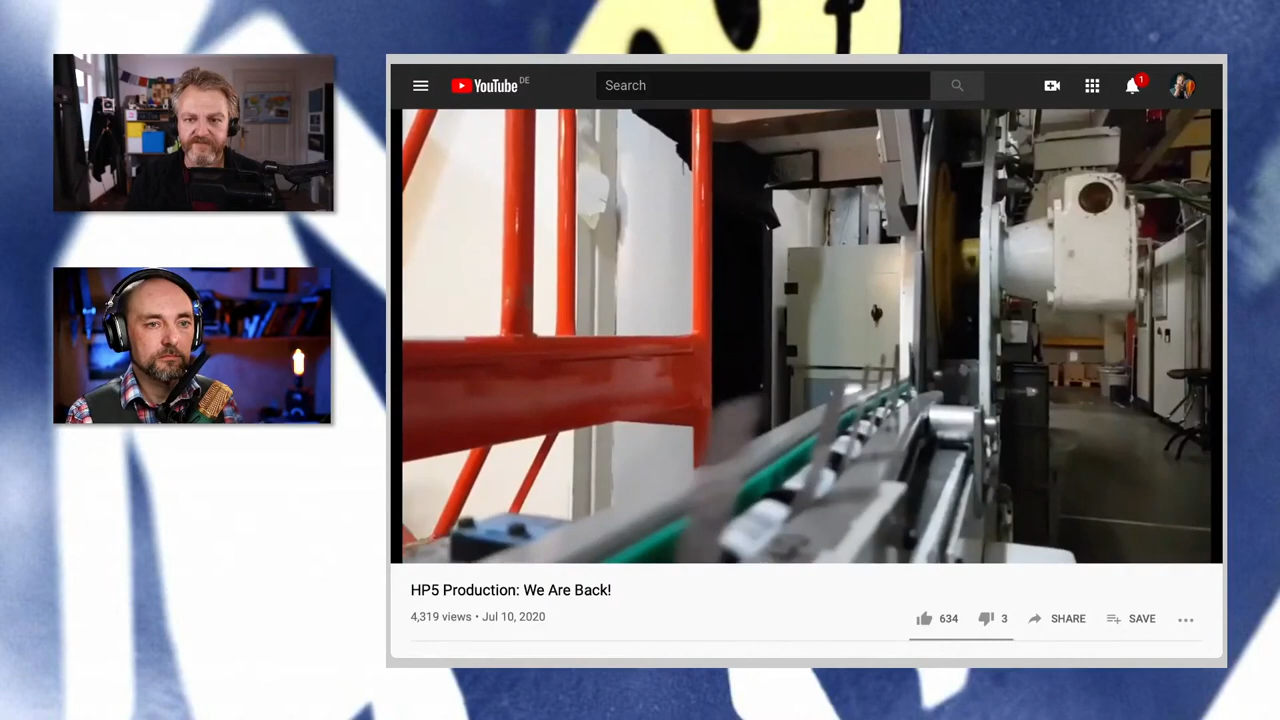 YouTube DE
Search
1
HP5 Production: We Are Back!
4,319 views • Jul 10, 2020
634
3
SHARE
SAVE